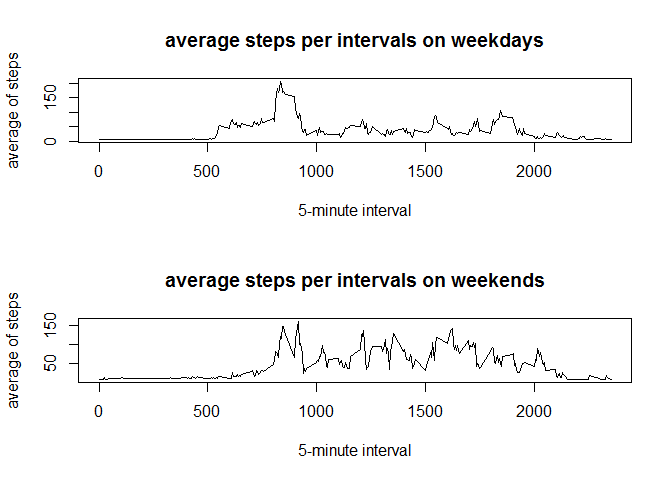 average steps per intervals on weekdays
average of steps
150
0
0 500 1000 1500 2000
5-minute interval
average steps per intervals on weekends
average of steps
150
50
0 500 1000 1500 2000
5-minute interval